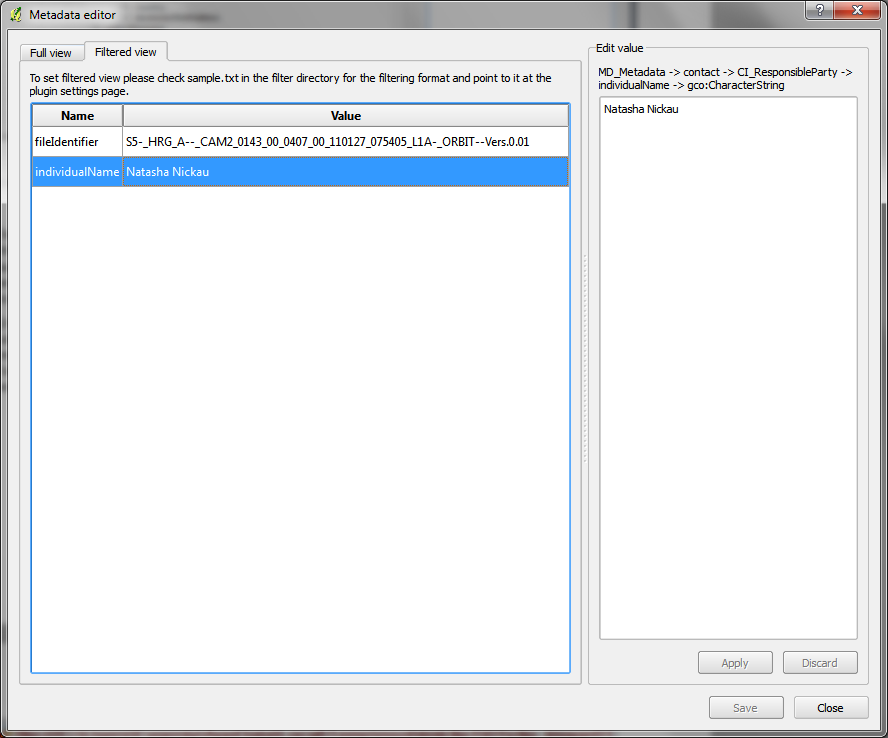 Metadata editor
?
Full view
Filtered view
To set filtered view please check sample.txt in the filter directory for the filtering format and point to it at the
plugin settings page.
Name Value
fileIdentifier S5-_HRG_A--_CAM2_0143_00_0407_00_110127_075405_L1A-_ORBIT--Vers.0.01
individualName Natasha Nickau
Edit value
MD_Metadata -> contact -> CI_ResponsibleParty ->
individualName -> gco:CharacterString
Natasha Nickau
Apply Discard
Save Close